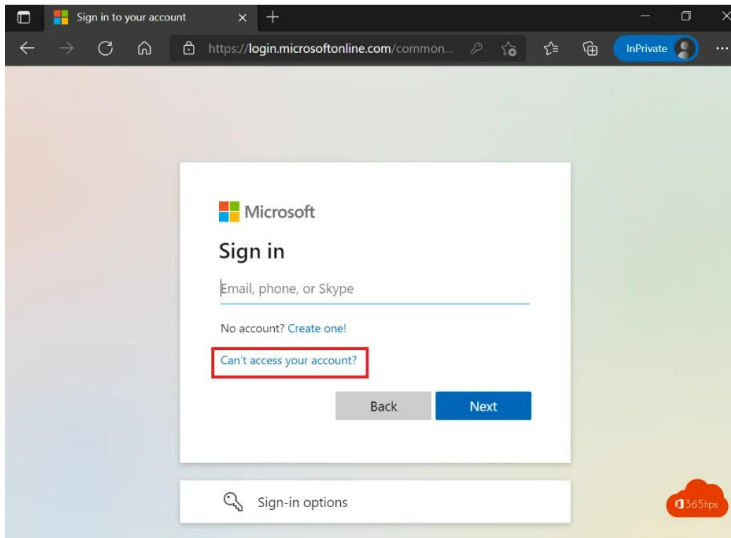 Sign in to your account
https://login.microsoftonline.com/common...
InPrivate
Microsoft
Sign in
Email, phone, or Skype
No account? Create one!
Can't access your account?
Back Next
Sign-in options
365tips